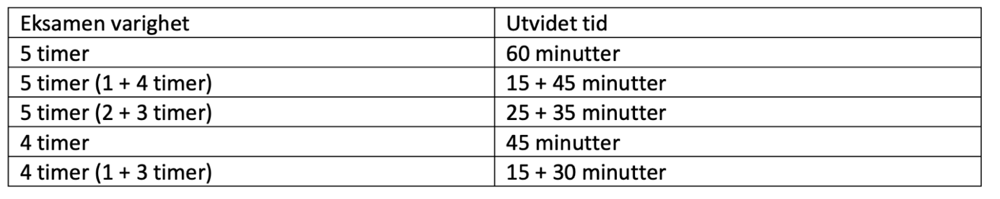 Eksamen varighet Utvidet tid
5 timer 60 minutter
5 timer (1 + 4 timer) 15 + 45 minutter
5 timer (2 + 3 timer) 25 + 35 minutter
4 timer 45 minutter
4 timer (1 + 3 timer) 15 + 30 minutter